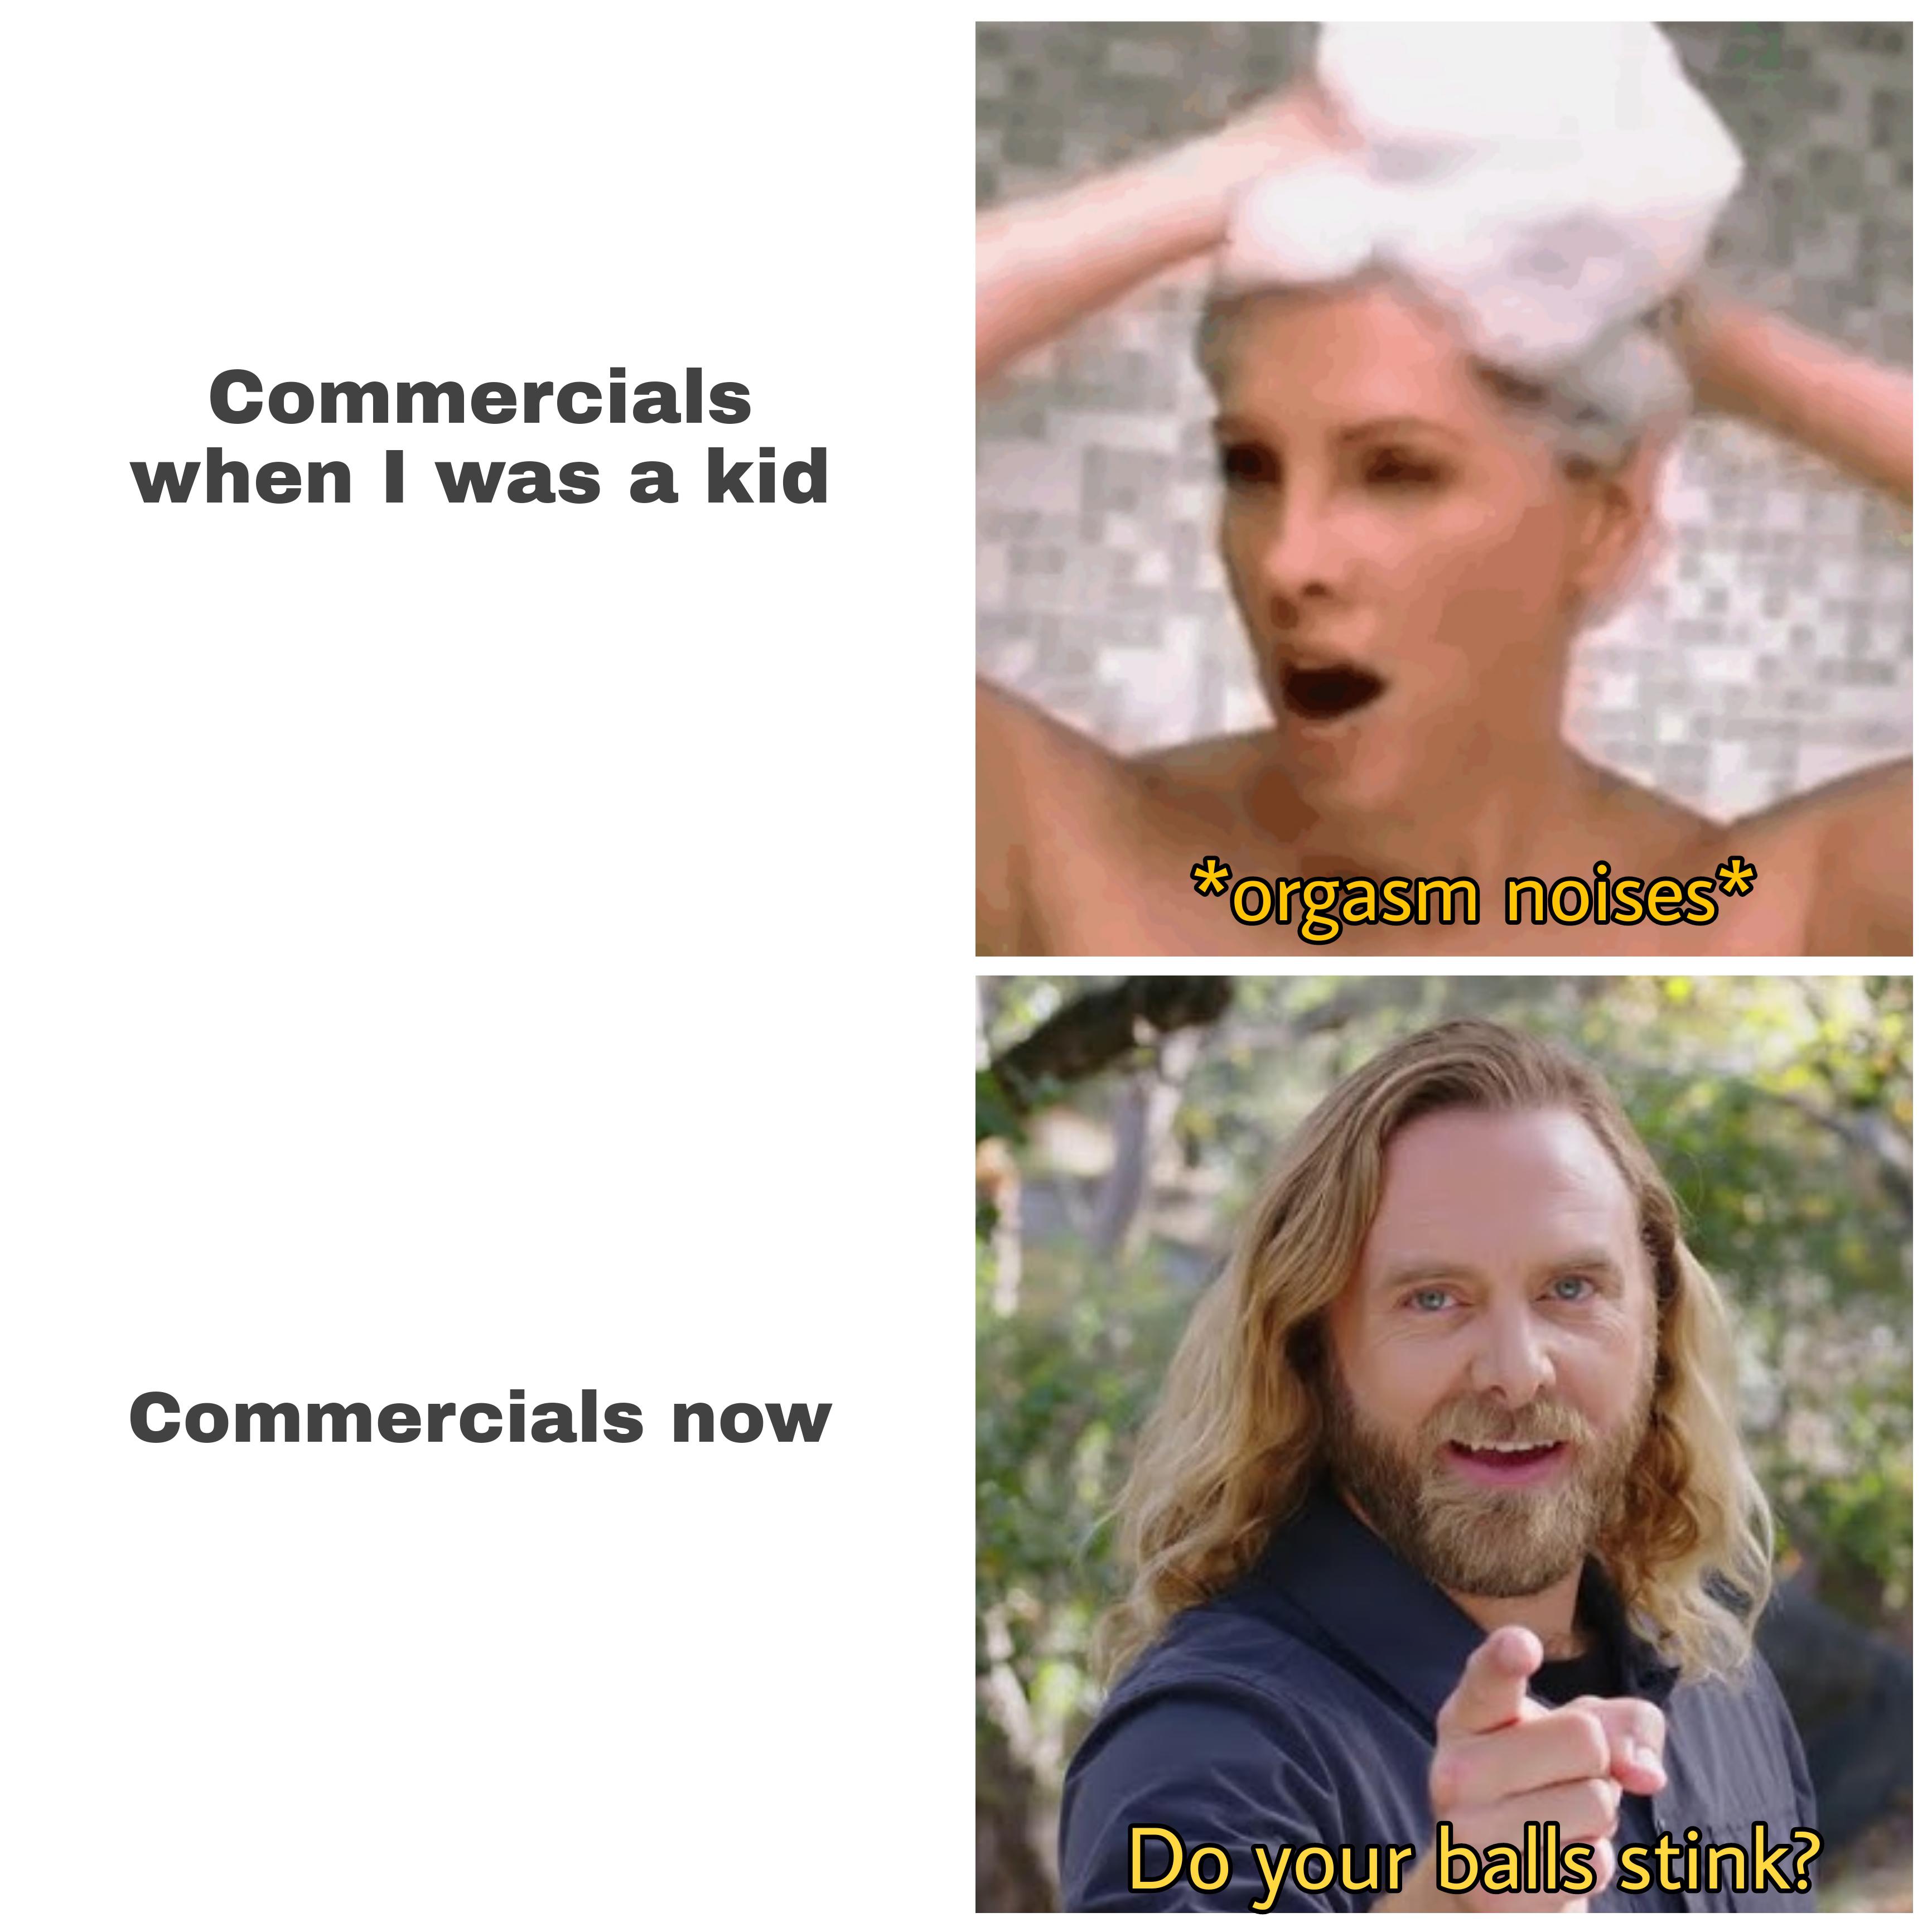 Commercials
when I was a kid
*orgasm noises*
Commercials now
Do your balls stink?